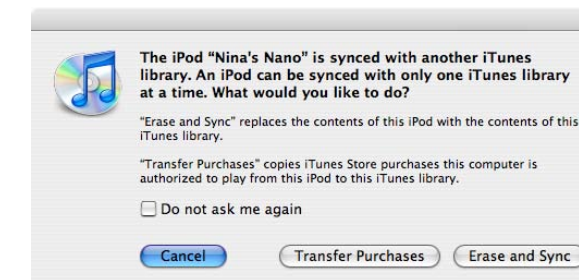 The iPod “Nina's Nano” is synced with another iTunes
library. An iPod can be synced with only one iTunes library
at a time. What would you like to do?
“Erase and Sync” replaces the contents of this iPod with the contents of this
iTunes library.
“Transfer Purchases” copies iTunes Store purchases this computer is
authorized to play from this iPod to this iTunes library.
Do not ask me again
Cancel Transfer Purchases Erase and Sync